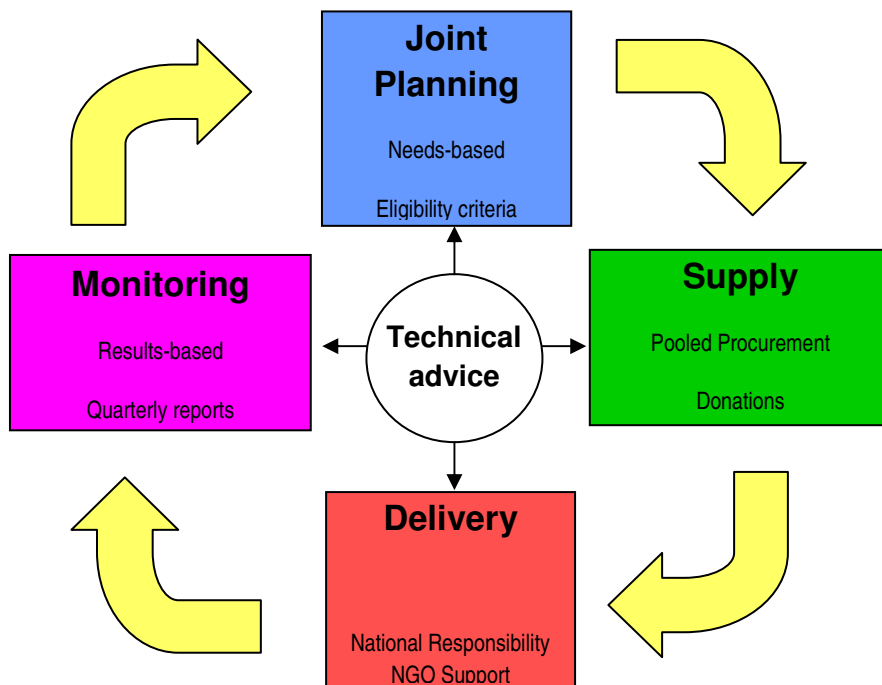 Joint
Planning
Needs-based
Eligibility criteria
Monitoring
Results-based
Quarterly reports
Technical
advice
Supply
Pooled Procurement
Donations
Delivery
National Responsibility
NGO Support